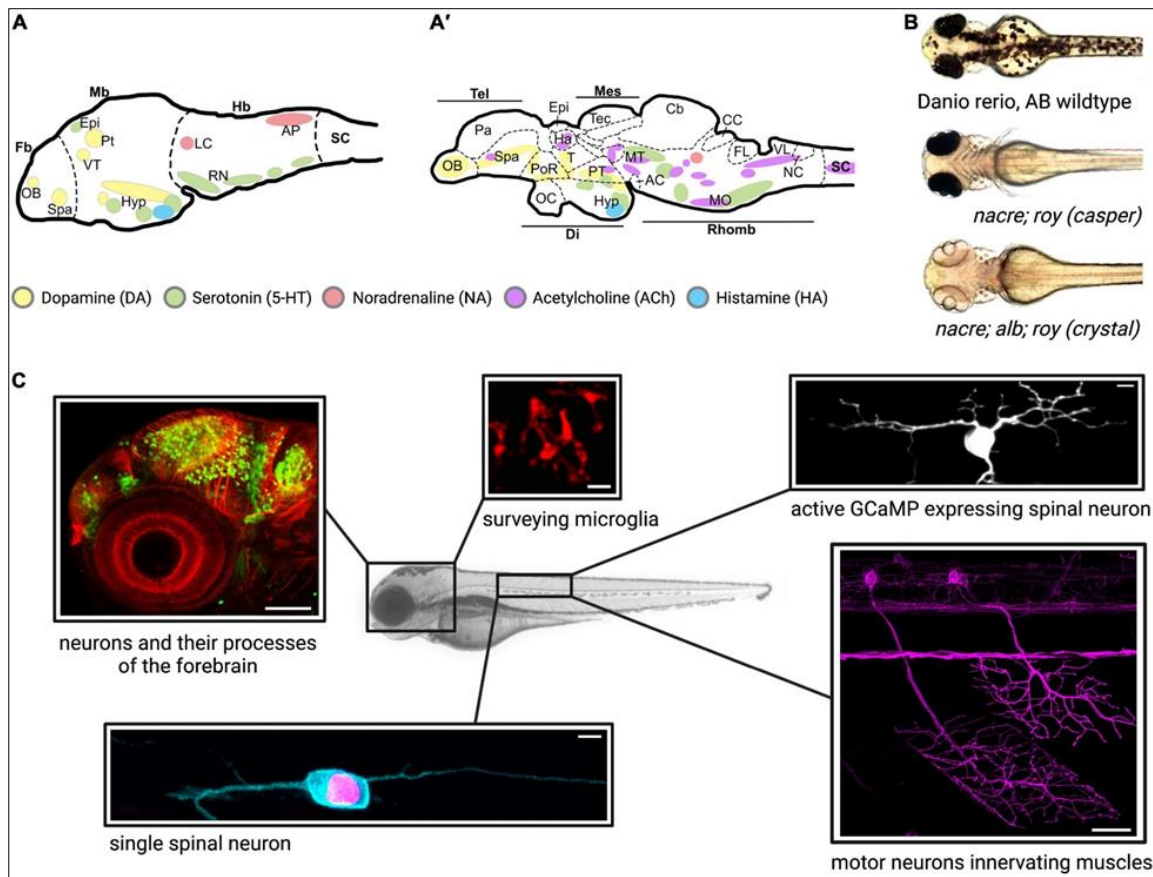 A
Mb
Hb
Epi
Pt
Fb
VT
LC
AP
SC
OB
Spa
Hyp
RN
A′
Tel
Epi
Mes
Tec
Cb
Pa
Ha
CC
OB
Spa
PoR
T
MT
FL
VL
SC
PT
AC
NC
OC
Hyp
MO
Di
Rhomb
B
Danio rerio, AB wildtype
nacre; roy (casper)
nacre; alb; roy (crystal)
Dopamine (DA)
Serotonin (5-HT)
Noradrenaline (NA)
Acetylcholine (ACh)
Histamine (HA)
C
surveying microglia
active GCaMP expressing spinal neuron
neurons and their processes
of the forebrain
single spinal neuron
motor neurons innervating muscles